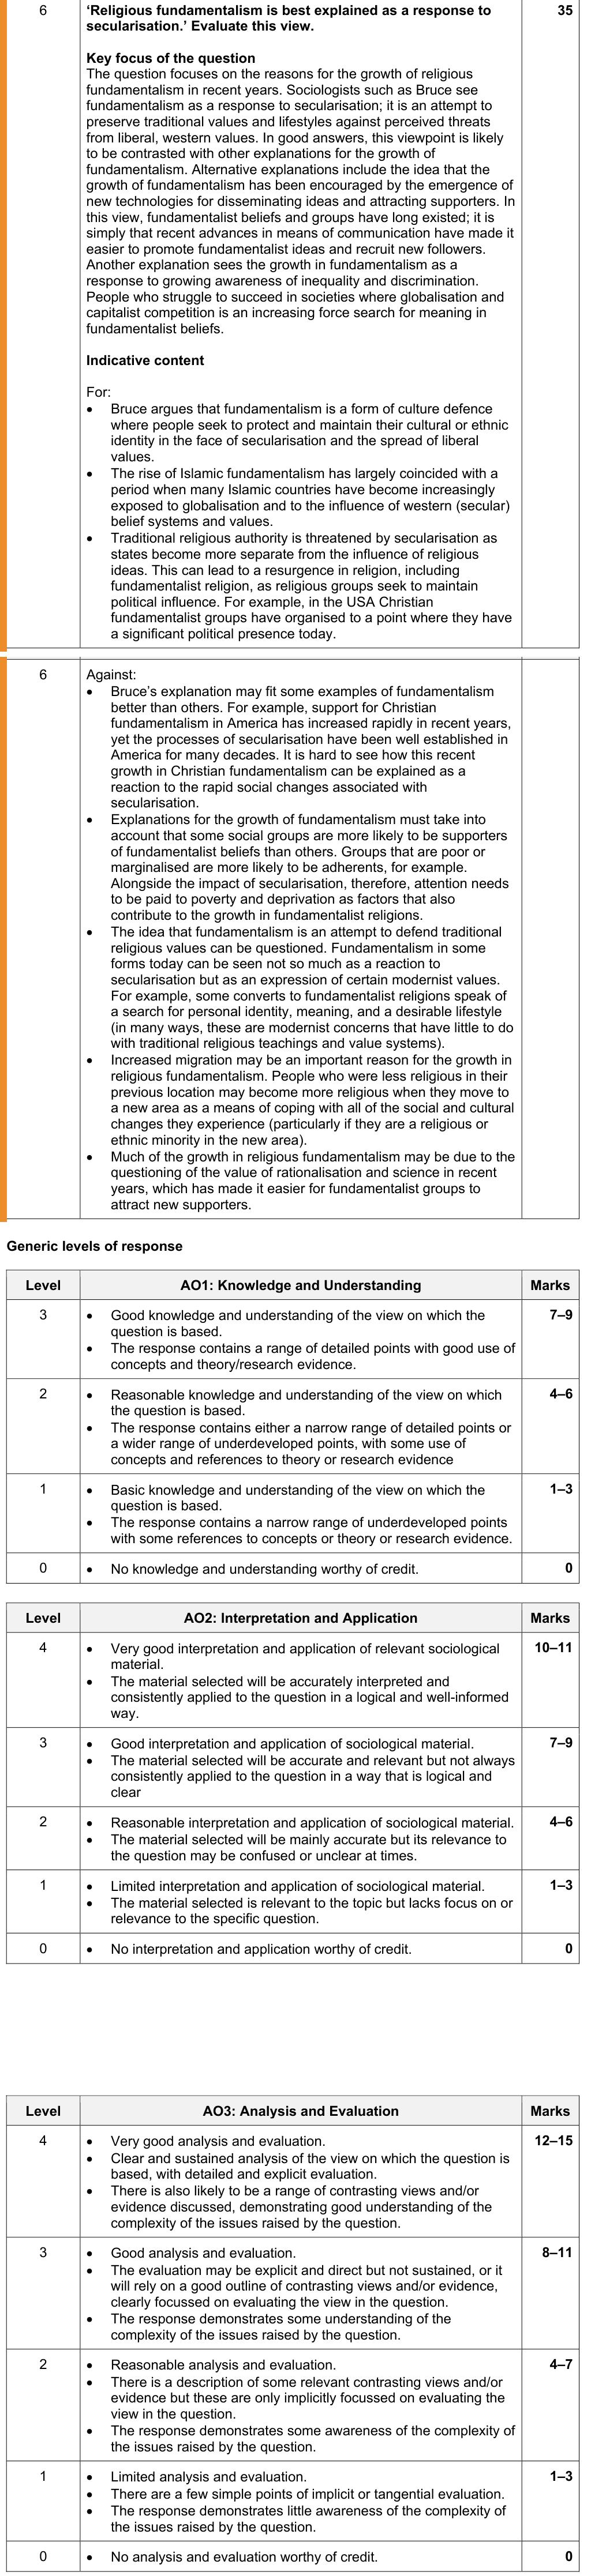 6
‘Religious fundamentalism is best explained as a response to
secularisation.’ Evaluate this view.
35
Key focus of the question
The question focuses on the reasons for the growth of religious
fundamentalism in recent years. Sociologists such as Bruce see
fundamentalism as a response to secularisation; it is an attempt to
preserve traditional values and lifestyles against perceived threats
from liberal, western values. In good answers, this viewpoint is likely
to be contrasted with other explanations for the growth of
fundamentalism. Alternative explanations include the idea that the
growth of fundamentalism has been encouraged by the emergence of
new technologies for disseminating ideas and attracting supporters. In
this view, fundamentalist beliefs and groups have long existed; it is
simply that recent advances in means of communication have made it
easier to promote fundamentalist ideas and recruit new followers.
Another explanation sees the growth in fundamentalism as a
response to growing awareness of inequality and discrimination.
People who struggle to succeed in societies where globalisation and
capitalist competition is an increasing force search for meaning in
fundamentalist beliefs.
Indicative content
For:
• Bruce argues that fundamentalism is a form of culture defence
where people seek to protect and maintain their cultural or ethnic
identity in the face of secularisation and the spread of liberal
values.
• The rise of Islamic fundamentalism has largely coincided with a
period when many Islamic countries have become increasingly
exposed to globalisation and to the influence of western (secular)
belief systems and values.
• Traditional religious authority is threatened by secularisation as
states become more separate from the influence of religious
ideas. This can lead to a resurgence in religion, including
fundamentalist religion, as religious groups seek to maintain
political influence. For example, in the USA Christian
fundamentalist groups have organised to a point where they have
a significant political presence today.
6
Against:
• Bruce’s explanation may fit some examples of fundamentalism
better than others. For example, support for Christian
fundamentalism in America has increased rapidly in recent years,
yet the processes of secularisation have been well established in
America for many decades. It is hard to see how this recent
growth in Christian fundamentalism can be explained as a
reaction to the rapid social changes associated with
secularisation.
• Explanations for the growth of fundamentalism must take into
account that some social groups are more likely to be supporters
of fundamentalist beliefs than others. Groups that are poor or
marginalised are more likely to be adherents, for example.
Alongside the impact of secularisation, therefore, attention needs
to be paid to poverty and deprivation as factors that also
contribute to the growth in fundamentalist religions.
• The idea that fundamentalism is an attempt to defend traditional
religious values can be questioned. Fundamentalism in some
forms today can be seen not so much as a reaction to
secularisation but as an expression of certain modernist values.
For example, some converts to fundamentalist religions speak of
a search for personal identity, meaning, and a desirable lifestyle
(in many ways, these are modernist concerns that have little to do
with traditional religious teachings and value systems).
• Increased migration may be an important reason for the growth in
religious fundamentalism. People who were less religious in their
previous location may become more religious when they move to
a new area as a means of coping with all of the social and cultural
changes they experience (particularly if they are a religious or
ethnic minority in the new area).
• Much of the growth in religious fundamentalism may be due to the
questioning of the value of rationalisation and science in recent
years, which has made it easier for fundamentalist groups to
attract new supporters.
Generic levels of response
Level AO1: Knowledge and Understanding Marks
3 • Good knowledge and understanding of the view on which the 7–9
question is based.
• The response contains a range of detailed points with good use of
concepts and theory/research evidence.
2 • Reasonable knowledge and understanding of the view on which 4–6
the question is based.
• The response contains either a narrow range of detailed points or
a wider range of underdeveloped points, with some use of
concepts and references to theory or research evidence
1 • Basic knowledge and understanding of the view on which the 1–3
question is based.
• The response contains a narrow range of underdeveloped points
with some references to concepts or theory or research evidence.
0 • No knowledge and understanding worthy of credit. 0
Level AO2: Interpretation and Application Marks
4 • Very good interpretation and application of relevant sociological 10–11
material.
• The material selected will be accurately interpreted and
consistently applied to the question in a logical and well-informed
way.
3 • Good interpretation and application of sociological material. 7–9
• The material selected will be accurate and relevant but not always
consistently applied to the question in a way that is logical and
clear
2 • Reasonable interpretation and application of sociological material. 4–6
• The material selected will be mainly accurate but its relevance to
the question may be confused or unclear at times.
1 • Limited interpretation and application of sociological material. 1–3
• The material selected is relevant to the topic but lacks focus on or
relevance to the specific question.
0 • No interpretation and application worthy of credit. 0
Level AO3: Analysis and Evaluation Marks
4 • Very good analysis and evaluation. 12–15
• Clear and sustained analysis of the view on which the question is
based, with detailed and explicit evaluation.
• There is also likely to be a range of contrasting views and/or
evidence discussed, demonstrating good understanding of the
complexity of the issues raised by the question.
3 • Good analysis and evaluation. 8–11
• The evaluation may be explicit and direct but not sustained, or it
will rely on a good outline of contrasting views and/or evidence,
clearly focussed on evaluating the view in the question.
• The response demonstrates some understanding of the
complexity of the issues raised by the question.
2 • Reasonable analysis and evaluation. 4–7
• There is a description of some relevant contrasting views and/or
evidence but these are only implicitly focussed on evaluating the
view in the question.
• The response demonstrates some awareness of the complexity of
the issues raised by the question.
1 • Limited analysis and evaluation. 1–3
• There are a few simple points of implicit or tangential evaluation.
• The response demonstrates little awareness of the complexity of
the issues raised by the question.
0 • No analysis and evaluation worthy of credit. 0